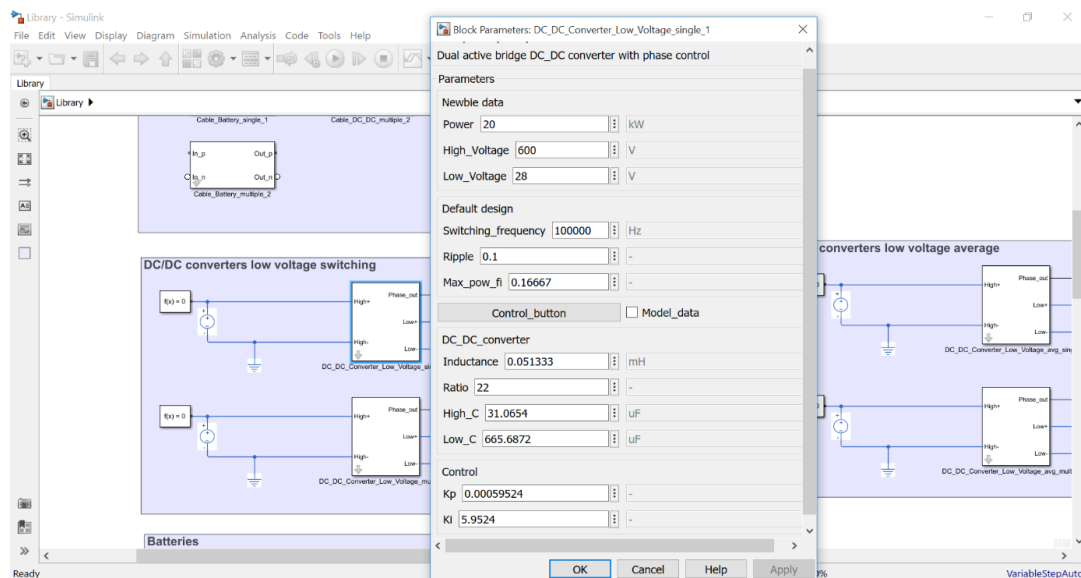 Library - Simulink
File Edit View Display Diagram Simulation Analysis Code Tools Help
Library
Library
Cable_Battery_single_1
Cable_DC_DC_multiple_2
In_p Out_p
In_n Out_n
Cable_Battery_multiple_2
DC/DC converters low voltage switching
f(x) = 0
High+ Phase_out
Low+
High- Low-
DC_DC_Converter_Low_Voltage_si
f(x) = 0
High+ Phase_out
Low+
High- Low-
DC_DC_Converter_Low_Voltage_mu
Batteries
Ready
Block Parameters: DC_DC_Converter_Low_Voltage_single_1
Dual active bridge DC_DC converter with phase control
Parameters
Newbie data
Power 20 kW
High_Voltage 600 V
Low_Voltage 28 V
Default design
Switching_frequency 100000 Hz
Ripple 0.1 -
Max_pow_fi 0.16667 -
Control_button Model_data
DC_DC_converter
Inductance 0.051333 mH
Ratio 22 -
High_C 31.0654 uF
Low_C 665.6872 uF
Control
Kp 0.00059524 -
KI 5.9524 -
OK Cancel Help Apply
converters low voltage average
High+ Phase_out
Low+
High- Low-
DC_DC_Converter_Low_Voltage_avg_sing
High+ Phase_out
Low+
High- Low-
DC_DC_Converter_Low_Voltage_avg_mult
%
VariableStepAuto